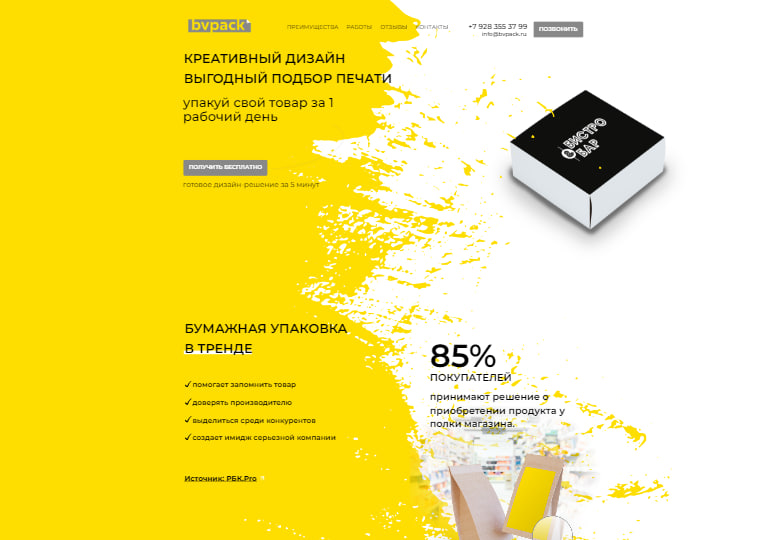 bvpack
ПРЕИМУЩЕСТВА РАБОТЫ ОТЗЫВЫ КОНТАКТЫ
+7 928 355 37 99
info@bvpack.ru
ПОЗВОНИТЬ
КРЕАТИВНЫЙ ДИЗАЙН
ВЫГОДНЫЙ ПОДБОР ПЕЧАТИ
упакуй свой товар за 1
рабочий день
БИСТРО
БАР
ПОЛУЧИТЬ БЕСПЛАТНО
готовое дизайн-решение за 5 минут
БУМАЖНАЯ УПАКОВКА
В ТРЕНДЕ
помогает запомнить товар
доверять производителю
выделиться среди конкурентов
создает имидж серьезной компании
Источник: РБК.Pro
85%
ПОКУПАТЕЛЕЙ
принимают решение о
приобретении продукта у
полки магазина.